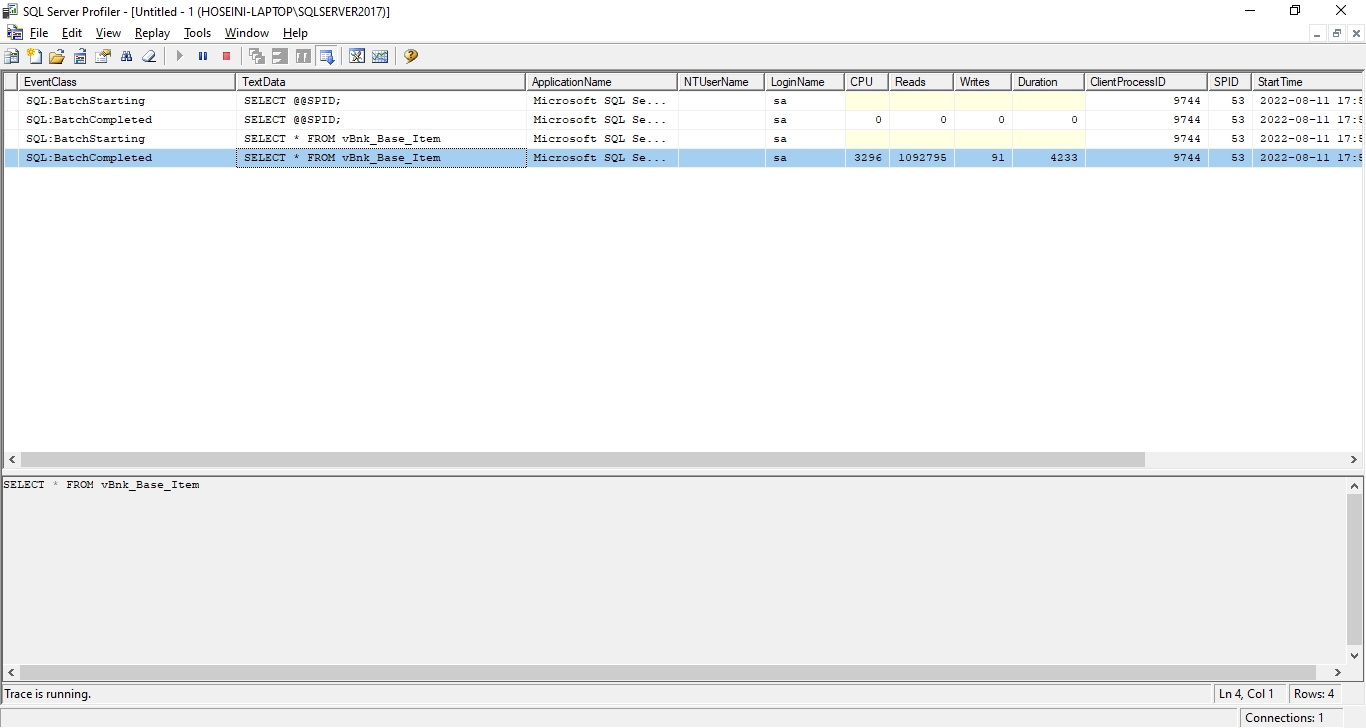 SQL Server Profiler - [Untitled - 1 (HOSEINI-LAPTOP\SQLSERVER2017)]
File Edit View Replay Tools Window Help
EventClass TextData ApplicationName NTUserName LoginName CPU Reads Writes Duration ClientProcessID SPID StartTime
SQL:BatchStarting SELECT @@SPID; Microsoft SQL Se... sa 9744 53 2022-08-11 17:5
SQL:BatchCompleted SELECT @@SPID; Microsoft SQL Se... sa 0 0 0 0 9744 53 2022-08-11 17:5
SQL:BatchStarting SELECT * FROM vBnk_Base_Item Microsoft SQL Se... sa 9744 53 2022-08-11 17:5
SQL:BatchCompleted SELECT * FROM vBnk_Base_Item Microsoft SQL Se... sa 3296 1092795 91 4233 9744 53 2022-08-11 17:5
SELECT * FROM vBnk_Base_Item
Trace is running. Ln 4, Col 1 Rows: 4
Connections: 1